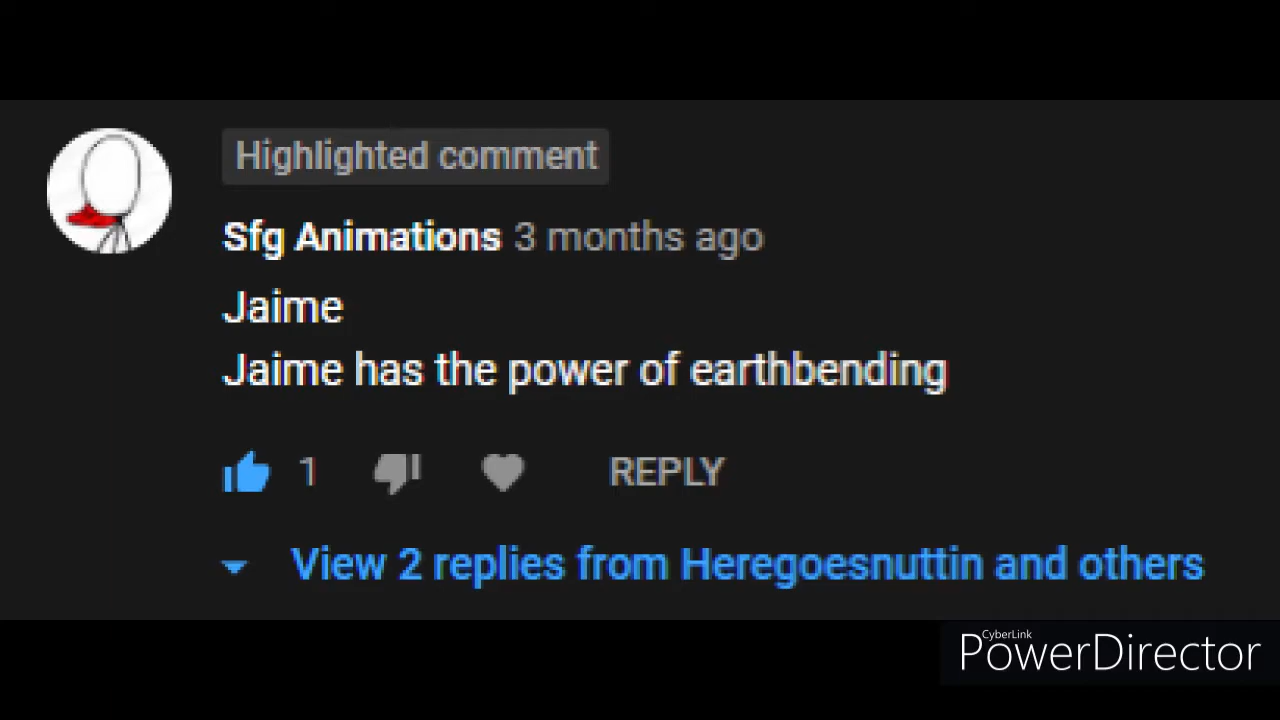 Highlighted comment
Sfg Animations 3 months ago
Jaime
Jaime has the power of earthbending
1 REPLY
View 2 replies from Heregoesnuttin and others
CyberLink
PowerDirector